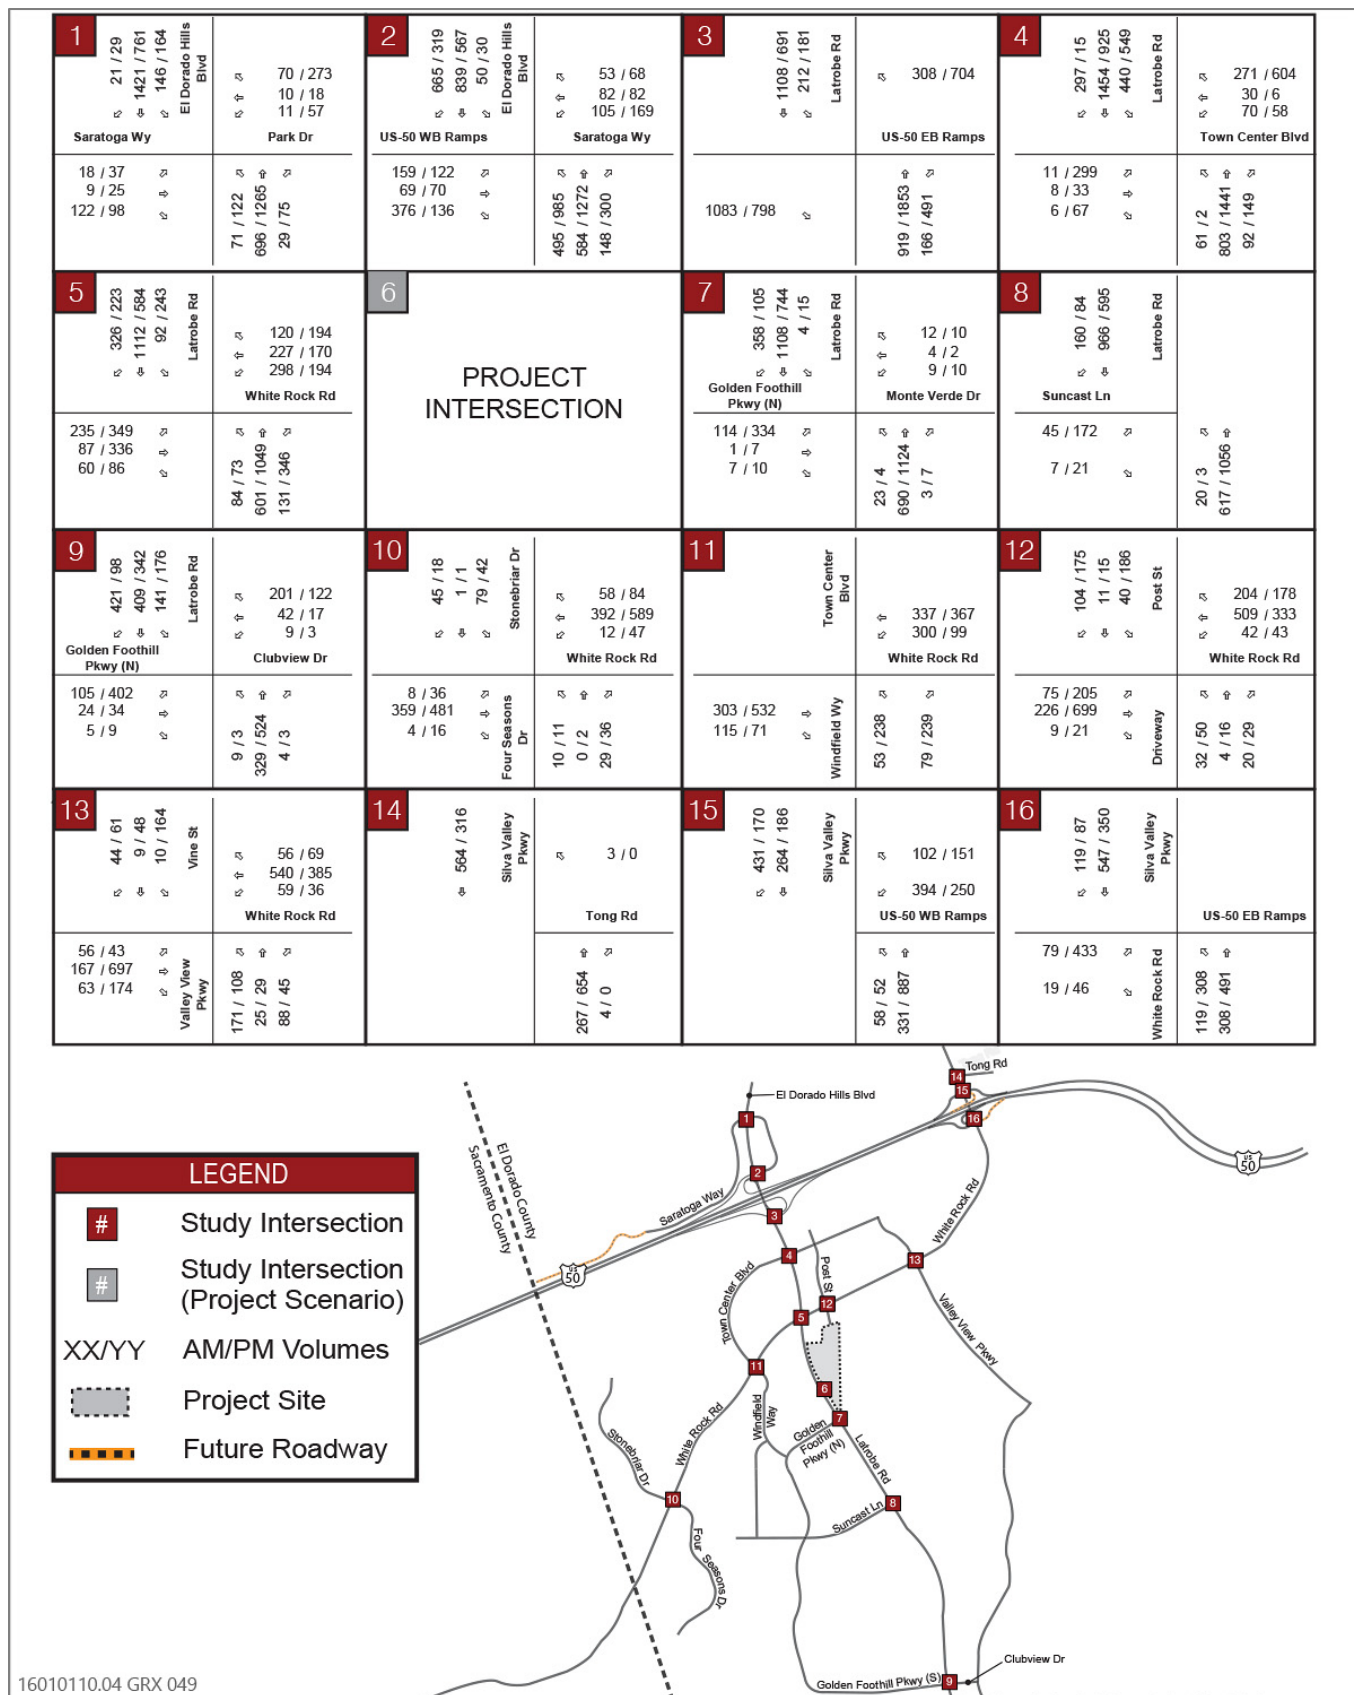 1
21 / 29
1421 / 761
146 / 164
El Dorado Hills
Blvd
70 / 273
10 / 18
11 / 57
Saratoga Wy
Park Dr
18 / 37
9 / 25
122 / 98
71 / 122
696 / 1265
29 / 75
2
665 / 319
839 / 567
50 / 30
El Dorado Hills
Blvd
53 / 68
82 / 82
105 / 169
US-50 WB Ramps
Saratoga Wy
159 / 122
69 / 70
376 / 136
495 / 985
584 / 1272
148 / 300
3
1108 / 691
212 / 181
Latrobe Rd
308 / 704
US-50 EB Ramps
1083 / 798
919 / 1853
166 / 491
4
297 / 15
1454 / 925
440 / 549
Latrobe Rd
271 / 604
30 / 6
70 / 58
Town Center Blvd
11 / 299
8 / 33
6 / 67
61 / 2
803 / 1441
92 / 149
5
326 / 223
1112 / 584
92 / 243
Latrobe Rd
120 / 194
227 / 170
298 / 194
White Rock Rd
235 / 349
87 / 336
60 / 86
84 / 73
601 / 1049
131 / 346
6
PROJECT
INTERSECTION
7
358 / 105
1108 / 744
4 / 15
Latrobe Rd
12 / 10
4 / 2
9 / 10
Golden Foothill
Pkwy (N)
Monte Verde Dr
114 / 334
1 / 7
7 / 10
23 / 4
690 / 1124
3 / 7
8
160 / 84
966 / 595
Latrobe Rd
Suncast Ln
45 / 172
7 / 21
20 / 3
617 / 1056
9
421 / 98
409 / 342
141 / 176
Latrobe Rd
201 / 122
42 / 17
9 / 3
Golden Foothill
Pkwy (N)
Clubview Dr
105 / 402
24 / 34
5 / 9
9 / 3
329 / 524
4 / 3
10
45 / 18
1 / 1
79 / 42
Stonebriar Dr
58 / 84
392 / 589
12 / 47
White Rock Rd
8 / 36
359 / 481
4 / 16
Four Seasons
Dr
10 / 11
0 / 2
29 / 36
11
Town Center
Blvd
337 / 367
300 / 99
White Rock Rd
303 / 532
115 / 71
Windfield Wy
53 / 238
79 / 239
12
104 / 175
11 / 15
40 / 186
Post St
204 / 178
509 / 333
42 / 43
White Rock Rd
75 / 205
226 / 699
9 / 21
Driveway
32 / 50
4 / 16
20 / 29
13
44 / 61
9 / 48
10 / 164
Vine St
56 / 69
540 / 385
59 / 36
White Rock Rd
56 / 43
167 / 697
63 / 174
Valley View
Pkwy
171 / 108
25 / 29
88 / 45
14
564 / 316
Silva Valley
Pkwy
3 / 0
Tong Rd
267 / 654
4 / 0
15
431 / 170
264 / 186
Silva Valley
Pkwy
102 / 151
394 / 250
US-50 WB Ramps
58 / 52
331 / 887
16
119 / 87
547 / 350
Silva Valley
Pkwy
US-50 EB Ramps
79 / 433
19 / 46
White Rock Rd
119 / 308
308 / 491
LEGEND
# Study Intersection
# Study Intersection
(Project Scenario)
XX/YY AM/PM Volumes
Project Site
Future Roadway
Tong Rd
14
15
16
El Dorado Hills Blvd
1
2
3
4
US
50
El Dorado County
Sacramento County
Saratoga Way
US
50
White Rock Rd
13
Post St
Town Center Blvd
12
5
Valley View Pkwy
11
6
7
Windfield
Way
Golden
Foothill
Pkwy (N)
Latrobe Rd
White Rock Rd
Stonebriar Dr
10
8
Suncast Ln
Four Seasons Dr
Clubview Dr
Golden Foothill Pkwy (S)
9
16010110.04 GRX 049